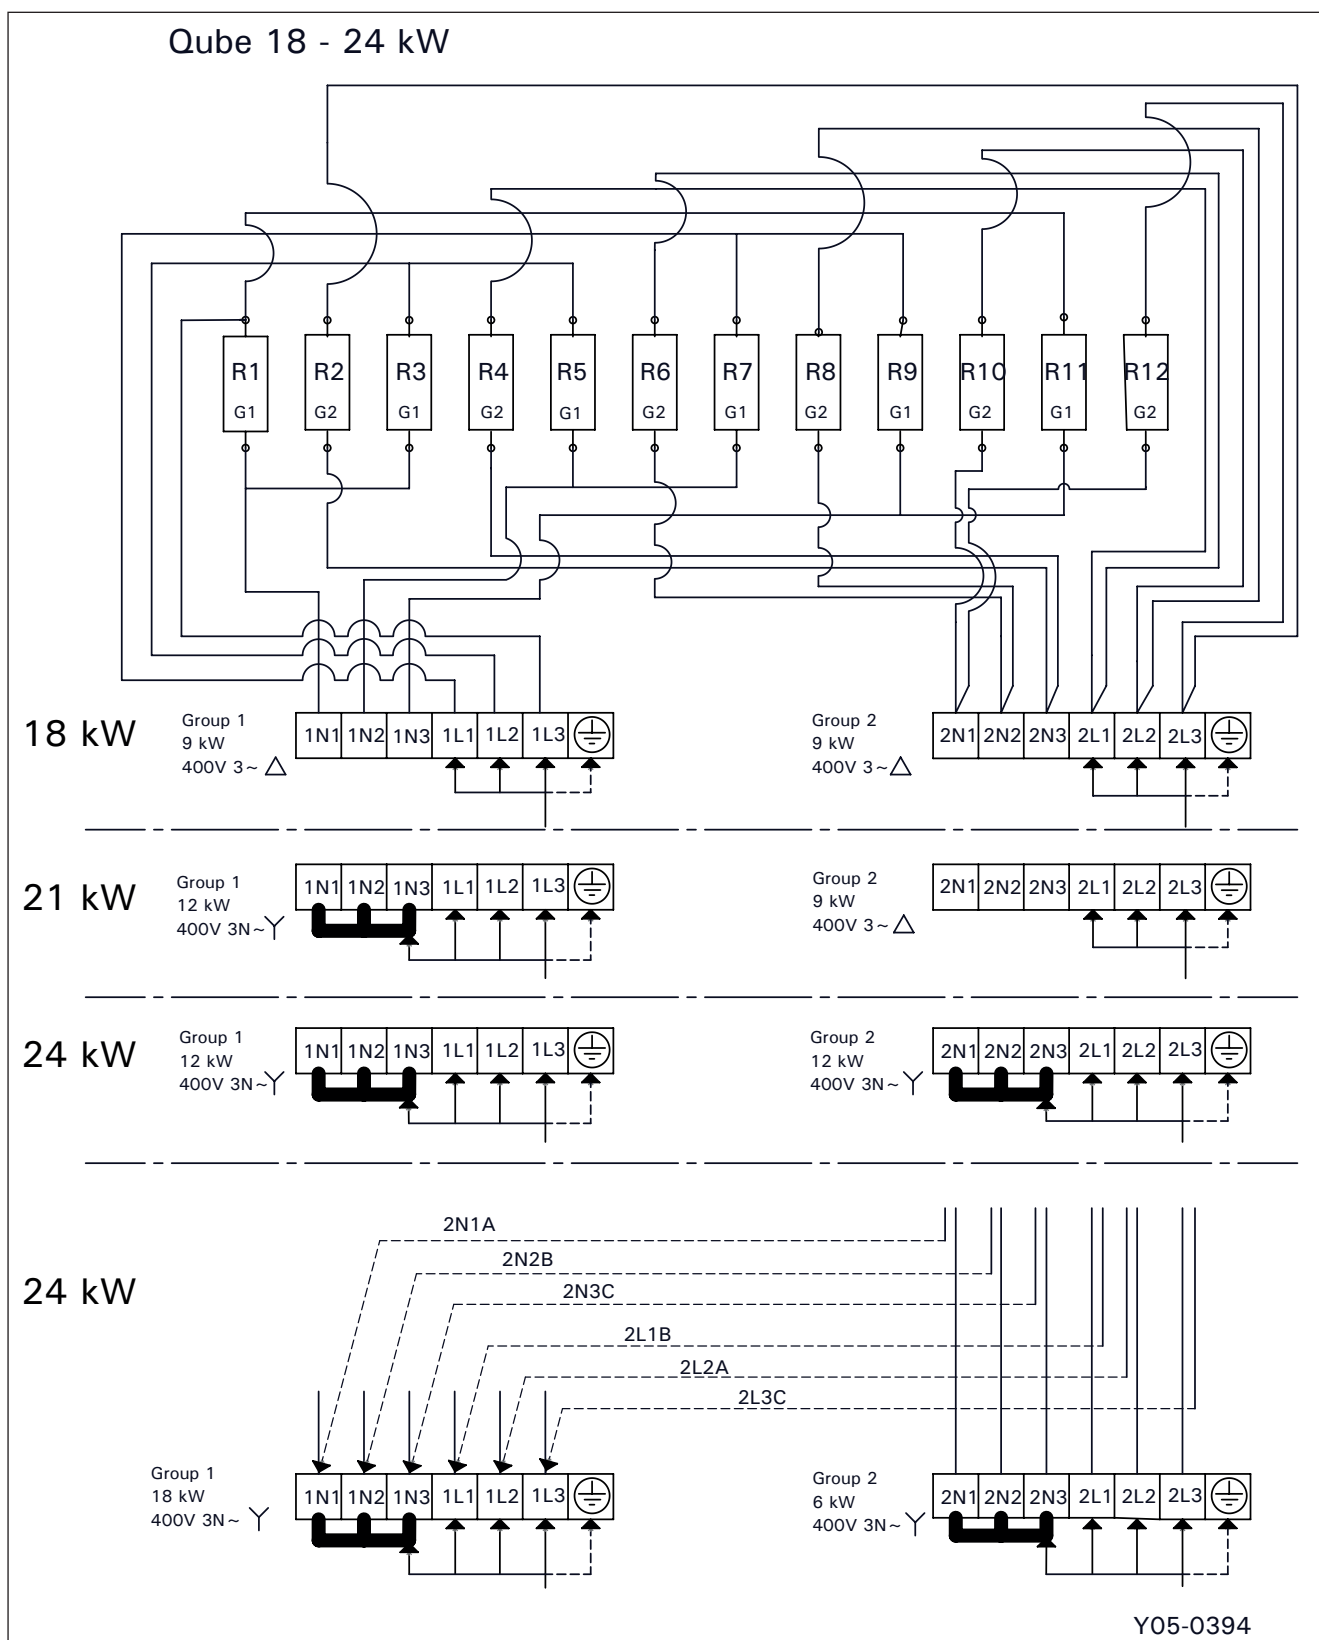 Qube 18 - 24 kW
R1 R2 R3 R4 R5 R6 R7 R8 R9 R10 R11 R12
G1 G2 G1 G2 G1 G2 G1 G2 G1 G2 G1 G2
18 kW
Group 1
9 kW
400V 3~
1N1 1N2 1N3 1L1 1L2 1L3
Group 2
9 kW
400V 3~
2N1 2N2 2N3 2L1 2L2 2L3
21 kW
Group 1
12 kW
400V 3N~
1N1 1N2 1N3 1L1 1L2 1L3
Group 2
9 kW
400V 3~
2N1 2N2 2N3 2L1 2L2 2L3
24 kW
Group 1
12 kW
400V 3N~
1N1 1N2 1N3 1L1 1L2 1L3
Group 2
12 kW
400V 3N~
2N1 2N2 2N3 2L1 2L2 2L3
24 kW
2N1A
2N2B
2N3C
2L1B
2L2A
2L3C
Group 1
18 kW
400V 3N~
1N1 1N2 1N3 1L1 1L2 1L3
Group 2
6 kW
400V 3N~
2N1 2N2 2N3 2L1 2L2 2L3
Y05-0394